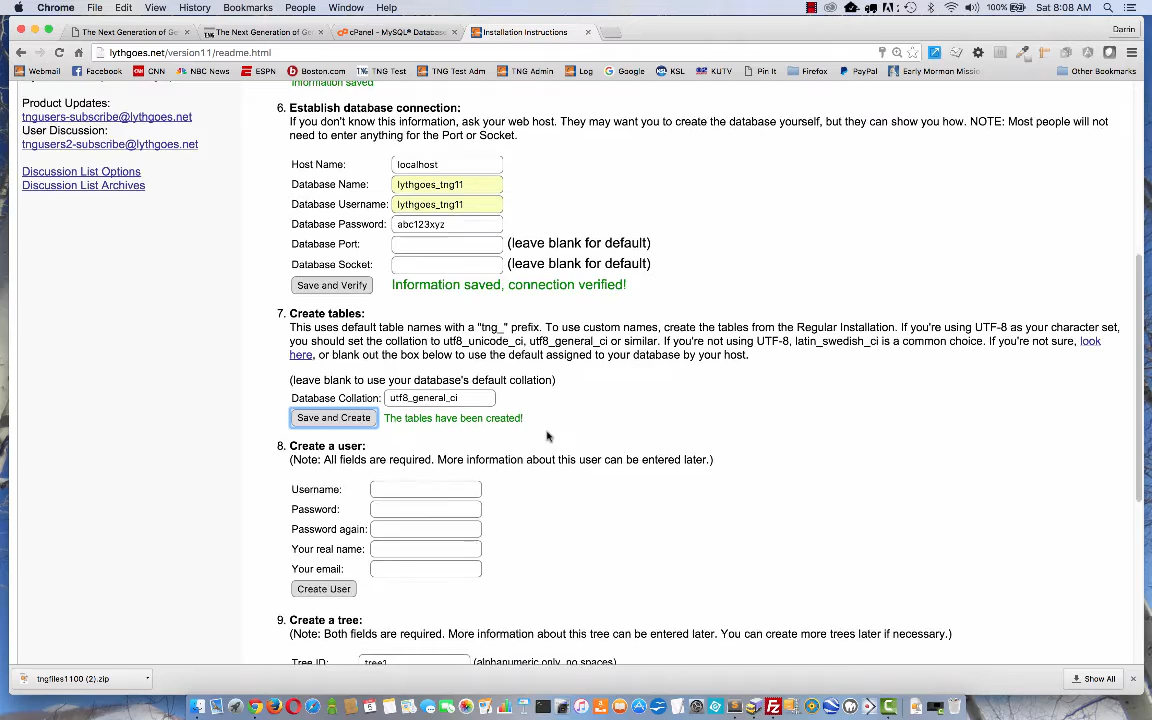 Chrome File Edit View History Bookmarks People Window Help 100% Sat 8:08 AM
The Next Generation of Ge × The Next Generation of Ge × cPanel - MySQL® Database × Installation Instructions × Darrin
lythgoes.net/version11/readme.html
Webmail Facebook CNN NBC News ESPN Boston.com TNG Test TNG Test Adm TNG Admin Log Google KSL KUTV Pin It Firefox PayPal Early Mormon Missio Other Bookmarks
Information saved
Product Updates:
tngusers-subscribe@lythgoes.net
User Discussion:
tngusers2-subscribe@lythgoes.net
Discussion List Options
Discussion List Archives
6. Establish database connection:
If you don't know this information, ask your web host. They may want you to create the database yourself, but they can show you how. NOTE: Most people will not
need to enter anything for the Port or Socket.
Host Name: localhost
Database Name: lythgoes_tng11
Database Username: lythgoes_tng11
Database Password: abc123xyz
Database Port: (leave blank for default)
Database Socket: (leave blank for default)
Save and Verify Information saved, connection verified!
7. Create tables:
This uses default table names with a "tng_" prefix. To use custom names, create the tables from the Regular Installation. If you're using UTF-8 as your character set,
you should set the collation to utf8_unicode_ci, utf8_general_ci or similar. If you're not using UTF-8, latin_swedish_ci is a common choice. If you're not sure, look
here, or blank out the box below to use the default assigned to your database by your host.
(leave blank to use your database's default collation)
Database Collation: utf8_general_ci
Save and Create The tables have been created!
8. Create a user:
(Note: All fields are required. More information about this user can be entered later.)
Username:
Password:
Password again:
Your real name:
Your email:
Create User
9. Create a tree:
(Note: Both fields are required. More information about this tree can be entered later. You can create more trees later if necessary.)
Tree ID: tree1 (alphanumeric only, no spaces)
tngfiles1100 (2).zip Show All